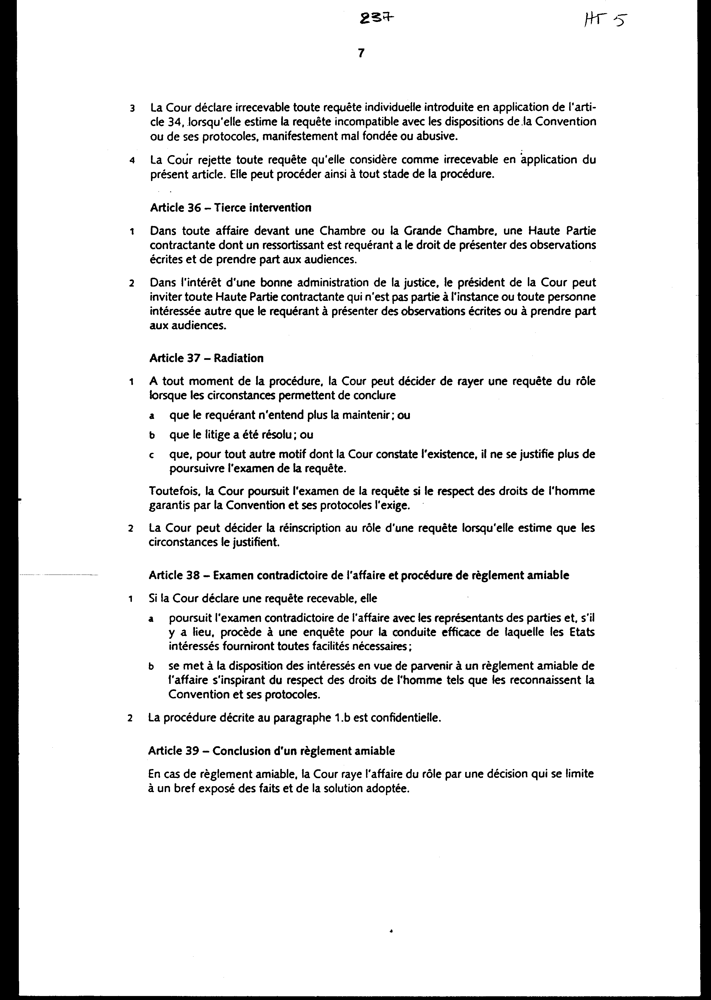 237
HT 5
7
3 La Cour déclare irrecevable toute requête individuelle introduite en application de l'arti-
cle 34, lorsqu'elle estime la requête incompatible avec les dispositions de la Convention
ou de ses protocoles, manifestement mal fondée ou abusive.
4 La Cour rejette toute requête qu'elle considère comme irrecevable en application du
présent article. Elle peut procéder ainsi à tout stade de la procédure.
Article 36 – Tierce intervention
1 Dans toute affaire devant une Chambre ou la Grande Chambre, une Haute Partie
contractante dont un ressortissant est requérant a le droit de présenter des observations
écrites et de prendre part aux audiences.
2 Dans l'intérêt d'une bonne administration de la justice, le président de la Cour peut
inviter toute Haute Partie contractante qui n'est pas partie à l'instance ou toute personne
intéressée autre que le requérant à présenter des observations écrites ou à prendre part
aux audiences.
Article 37 – Radiation
1 A tout moment de la procédure, la Cour peut décider de rayer une requête du rôle
lorsque les circonstances permettent de conclure
a que le requérant n'entend plus la maintenir ; ou
b que le litige a été résolu ; ou
c que, pour tout autre motif dont la Cour constate l'existence, il ne se justifie plus de
poursuivre l'examen de la requête.
Toutefois, la Cour poursuit l'examen de la requête si le respect des droits de l'homme
garantis par la Convention et ses protocoles l'exige.
2 La Cour peut décider la réinscription au rôle d'une requête lorsqu'elle estime que les
circonstances le justifient.
Article 38 – Examen contradictoire de l'affaire et procédure de règlement amiable
1 Si la Cour déclare une requête recevable, elle
a poursuit l'examen contradictoire de l'affaire avec les représentants des parties et, s'il
y a lieu, procède à une enquête pour la conduite efficace de laquelle les Etats
intéressés fourniront toutes facilités nécessaires ;
b se met à la disposition des intéressés en vue de parvenir à un règlement amiable de
l'affaire s'inspirant du respect des droits de l'homme tels que les reconnaissent la
Convention et ses protocoles.
2 La procédure décrite au paragraphe 1.b est confidentielle.
Article 39 – Conclusion d'un règlement amiable
En cas de règlement amiable, la Cour raye l'affaire du rôle par une décision qui se limite
à un bref exposé des faits et de la solution adoptée.